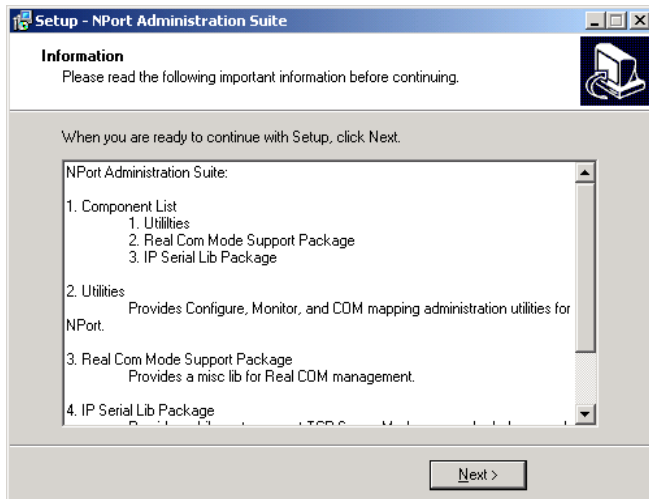 Setup - NPort Administration Suite
Information
Please read the following important information before continuing.
When you are ready to continue with Setup, click Next.
NPort Administration Suite:
1. Component List
1. Utililties
2. Real Com Mode Support Package
3. IP Serial Lib Package
2. Utilities
Provides Configure, Monitor, and COM mapping administration utilities for
NPort.
3. Real Com Mode Support Package
Provides a misc lib for Real COM management.
4. IP Serial Lib Package
Next >